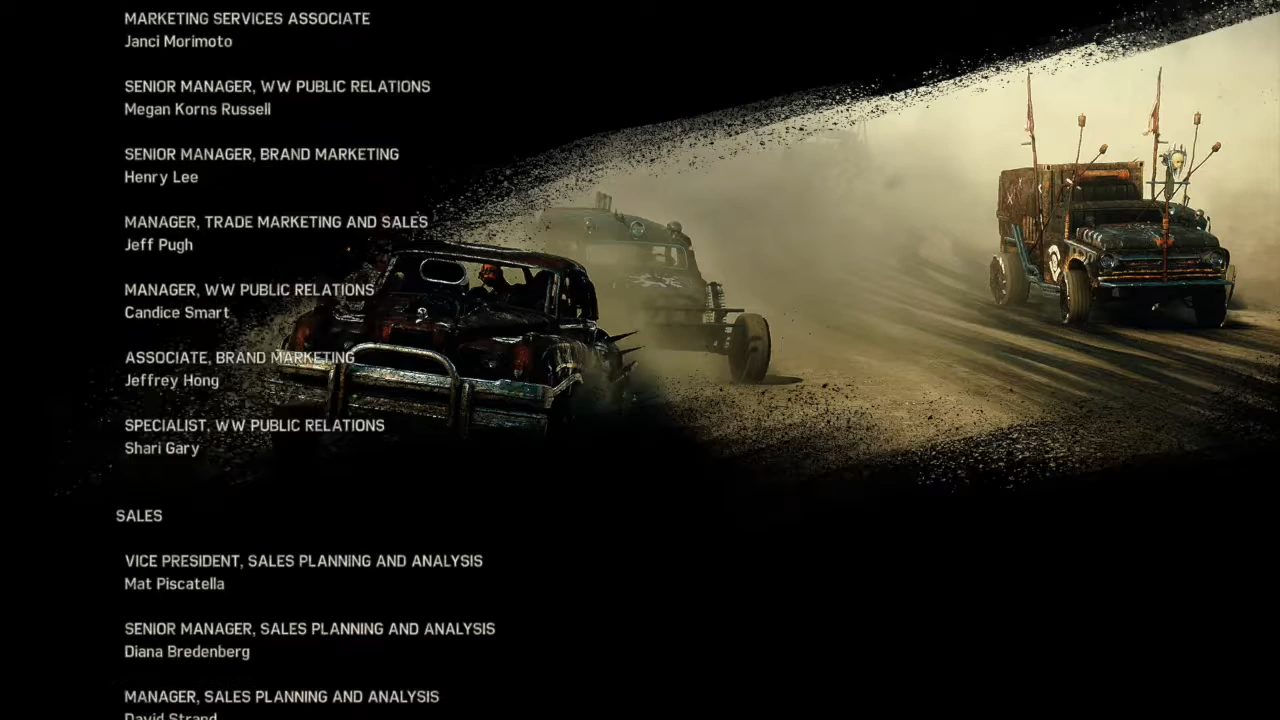 MARKETING SERVICES ASSOCIATE
Janci Morimoto
SENIOR MANAGER, WW PUBLIC RELATIONS
Megan Korns Russell
SENIOR MANAGER, BRAND MARKETING
Henry Lee
MANAGER, TRADE MARKETING AND SALES
Jeff Pugh
MANAGER, WW PUBLIC RELATIONS
Candice Smart
ASSOCIATE, BRAND MARKETING
Jeffrey Hong
SPECIALIST, WW PUBLIC RELATIONS
Shari Gary
SALES
VICE PRESIDENT, SALES PLANNING AND ANALYSIS
Mat Piscatella
SENIOR MANAGER, SALES PLANNING AND ANALYSIS
Diana Bredenberg
MANAGER, SALES PLANNING AND ANALYSIS
David Strand